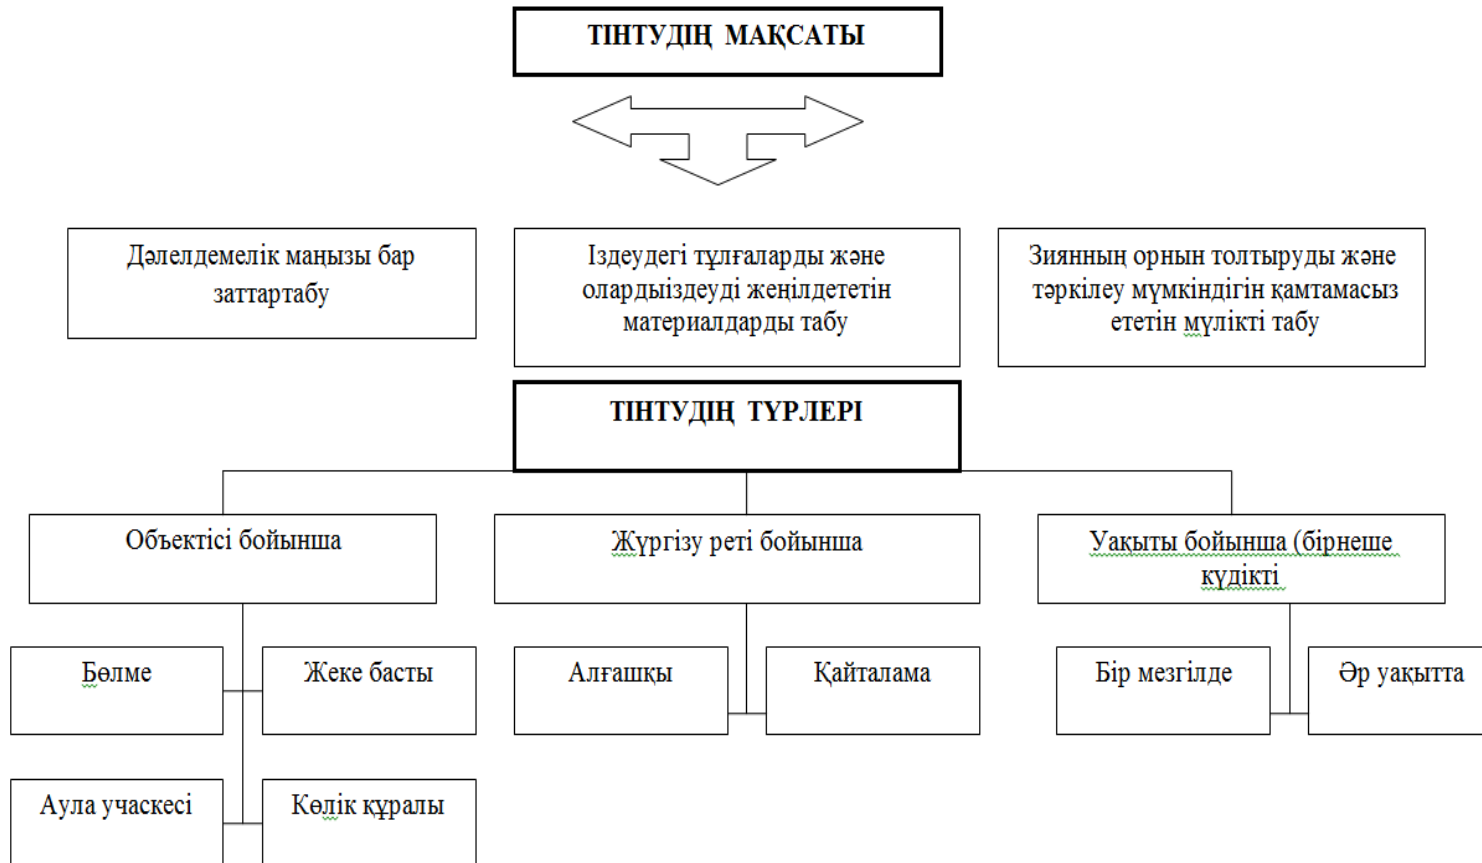 ТІНТУДІҢ МАҚСАТЫ
Дәлелдемелік маңызы бар
заттартабу
Іздеудегі тұлғаларды және
олардыіздеуді жеңілдететін
материалдарды табу
Зиянның орнын толтыруды және
тәркілеу мүмкіндігін қамтамасыз
ететін мүлікті табу
ТІНТУДІҢ ТҮРЛЕРІ
Объектісі бойынша
Жүргізу реті бойынша
Уақыты бойынша (бірнеше
күдікті
Бөлме
Жеке басты
Алғашқы
Қайталама
Бір мезгілде
Әр уақытта
Аула учаскесі
Көлік құралы